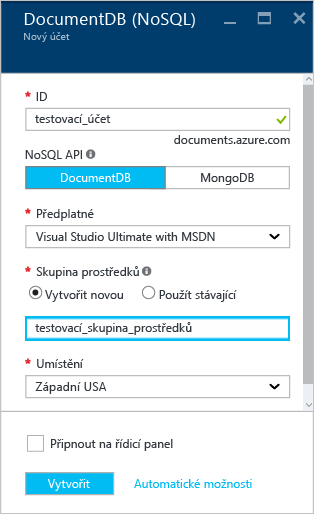 DocumentDB (NoSQL)
Nový účet
* ID
testovací_účet
documents.azure.com
NoSQL API
DocumentDB MongoDB
* Předplatné
Visual Studio Ultimate with MSDN
* Skupina prostředků
Vytvořit novou Použít stávající
testovací_skupina_prostředků
* Umístění
Západní USA
Připnout na řídicí panel
Vytvořit Automatické možnosti